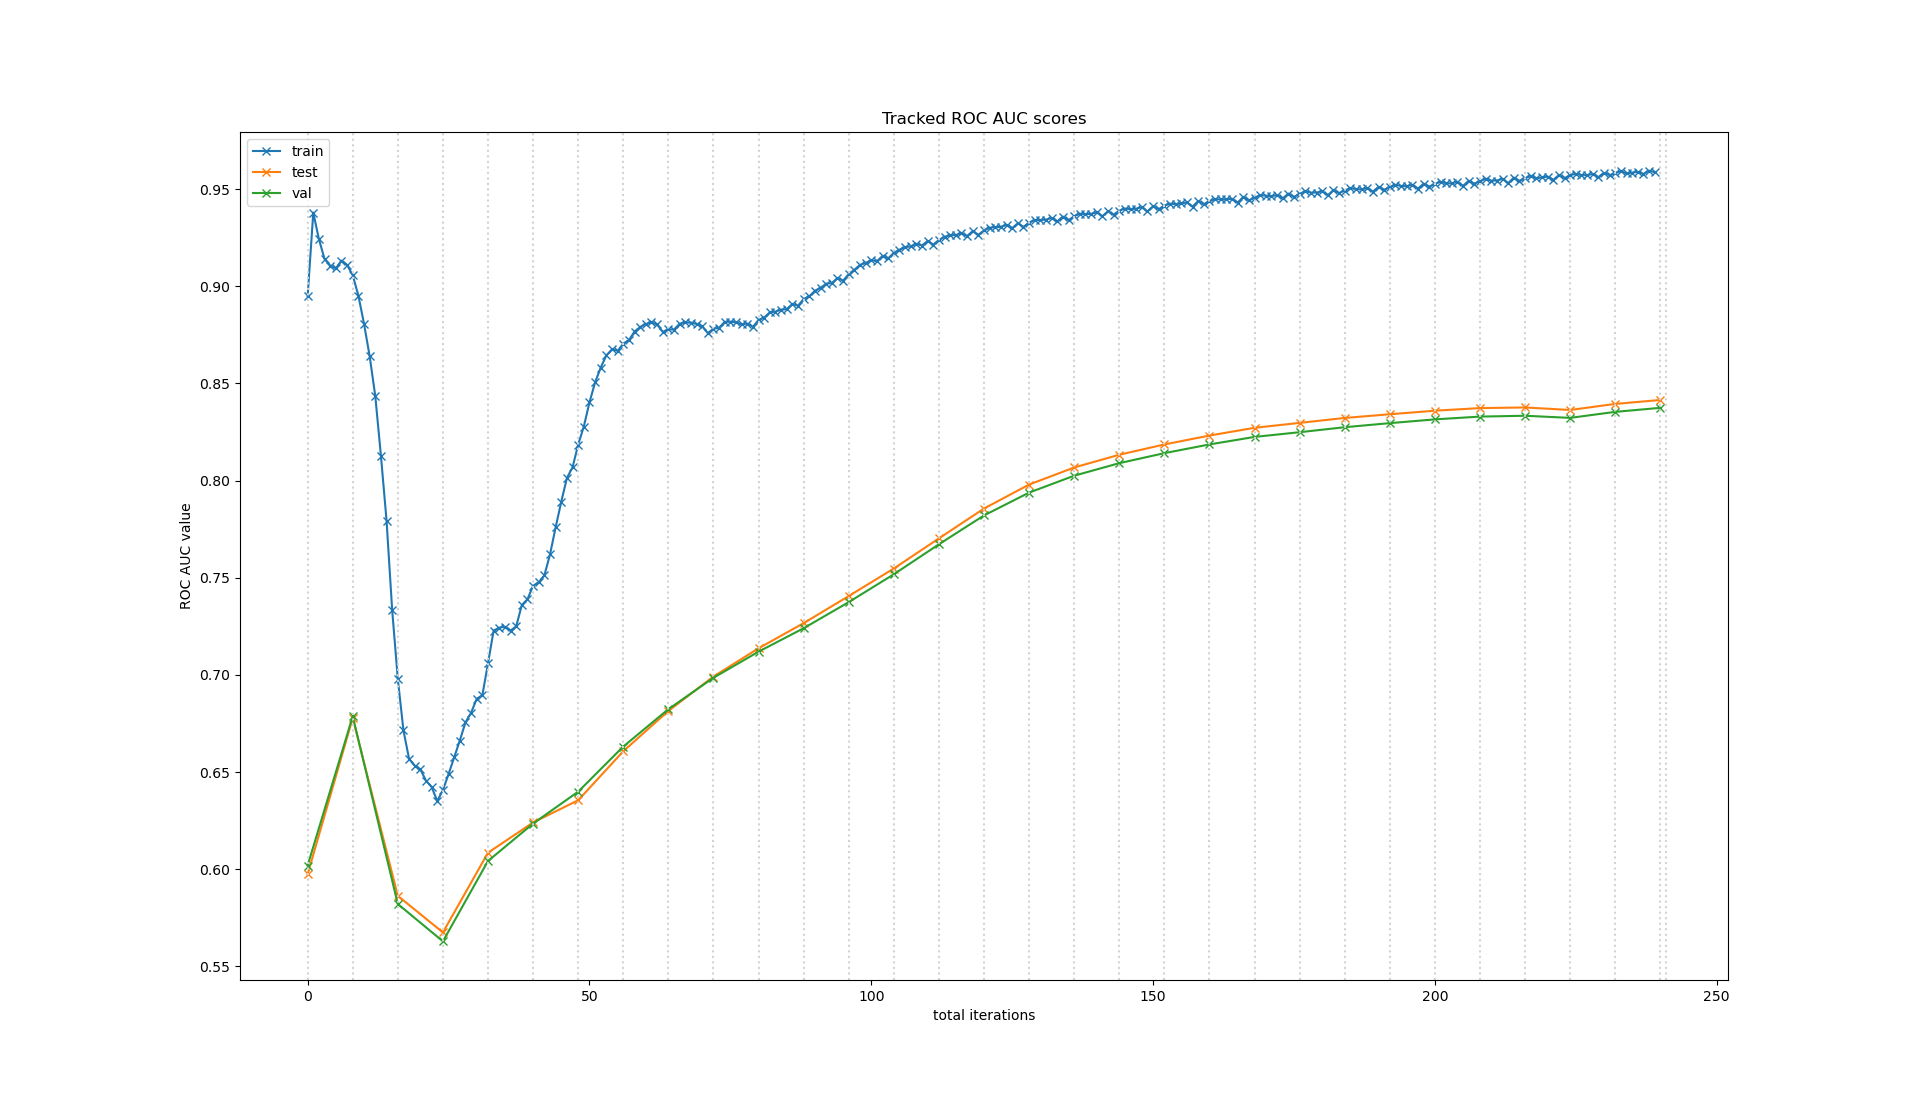 Tracked ROC AUC scores
train
test
val
0.95
0.90
0.85
0.80
0.75
0.70
0.65
0.60
0.55
ROC AUC value
0 50 100 150 200 250
total iterations